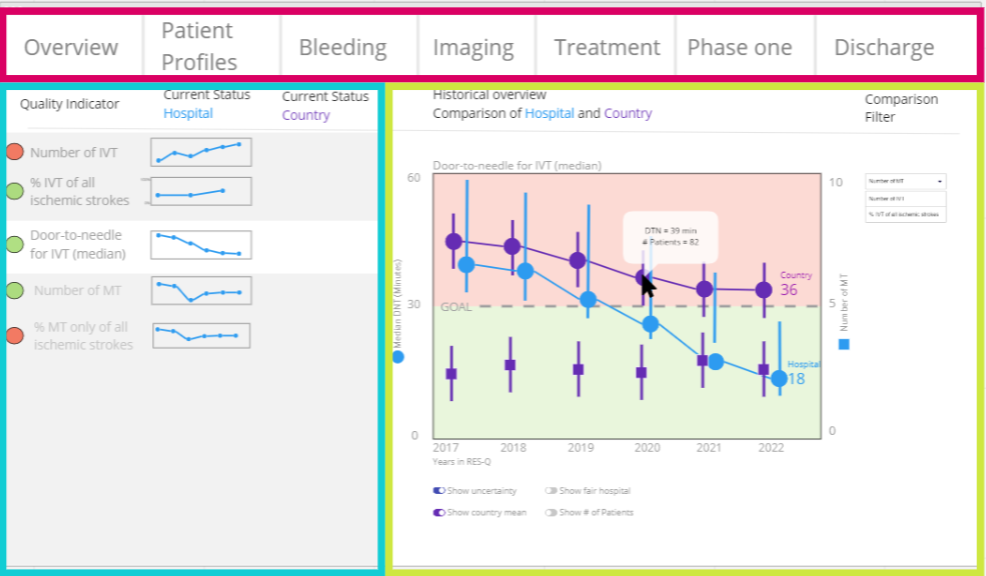 Overview
Patient
Profiles
Bleeding
Imaging
Treatment
Phase one
Discharge
Quality Indicator
Current Status
Hospital
Current Status
Country
Number of IVT
% IVT of all
ischemic strokes
Door-to-needle
for IVT (median)
Number of MT
% MT only of all
ischemic strokes
Historical overview
Comparison of Hospital and Country
Comparison
Filter
Number of MT
Number of IVT
% IVT of all ischemic strokes
Door-to-needle for IVT (median)
60
30
0
Median DNT (Minutes)
DTN = 39 min
# Patients = 82
GOAL
Country
36
Hospital
18
10
5
0
Number of MT
2017
2018
2019
2020
2021
2022
Years in RES-Q
Show uncertainty
Show fair hospital
Show country mean
Show # of Patients